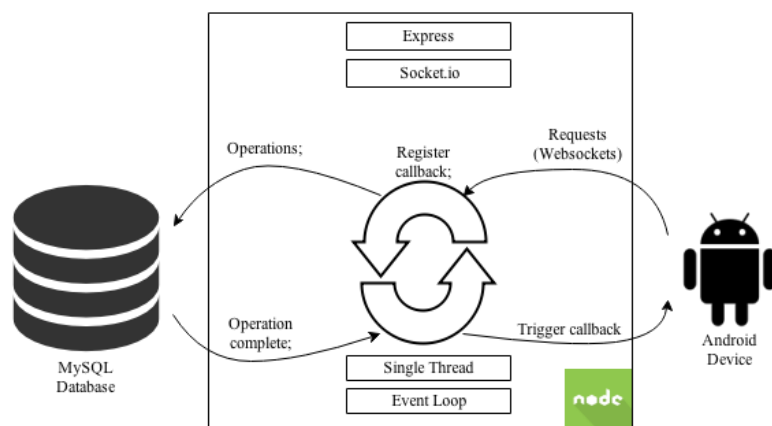 Express
Socket.io
Operations;
Register
callback;
Requests
(Websockets)
Operation
complete;
Trigger callback
MySQL
Database
Android
Device
Single Thread
Event Loop
node